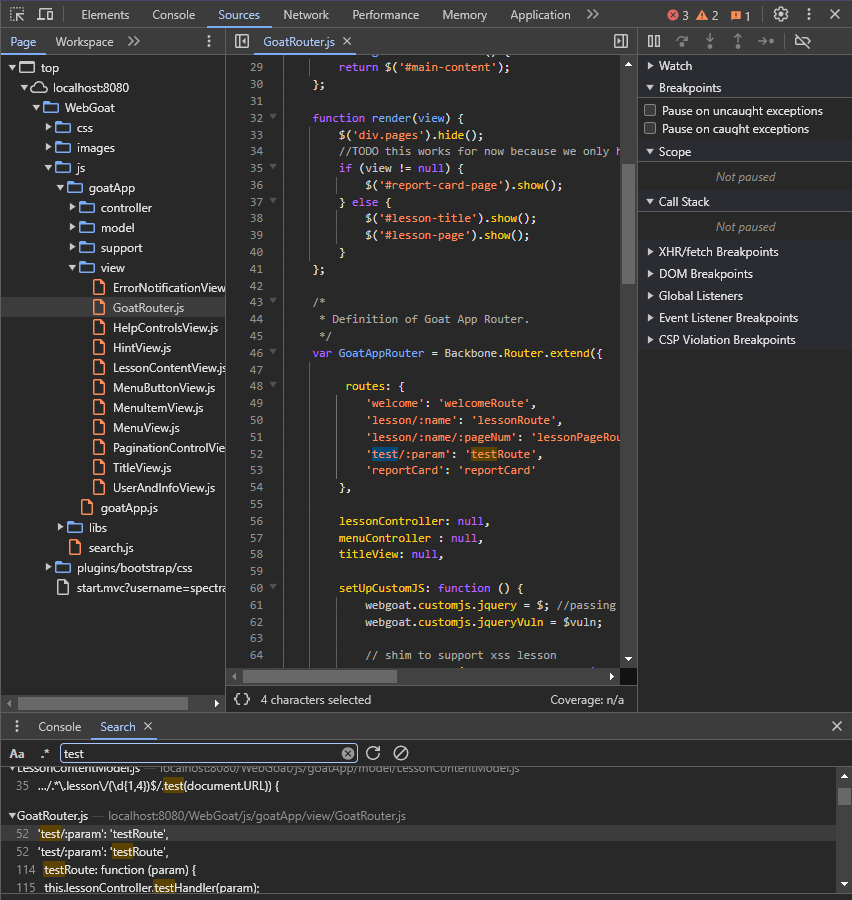 Elements Console Sources Network Performance Memory Application 3 2 1
Page Workspace
GoatRouter.js
top
localhost:8080
WebGoat
css
images
js
goatApp
controller
model
support
view
ErrorNotificationView
GoatRouter.js
HelpControlsView.js
HintView.js
LessonContentView.js
MenuButtonView.js
MenuItemView.js
MenuView.js
PaginationControlVie
TitleView.js
UserAndInfoView.js
goatApp.js
libs
search.js
plugins/bootstrap/css
start.mvc?username=spectra
29 return $('#main-content');
30 };
31
32 function render(view) {
33 $('div.pages').hide();
34 //TODO this works for now because we only h
35 if (view != null) {
36 $('#report-card-page').show();
37 } else {
38 $('#lesson-title').show();
39 $('#lesson-page').show();
40 }
41 };
42
43 /*
44 * Definition of Goat App Router.
45 */
46 var GoatAppRouter = Backbone.Router.extend({
47
48 routes: {
49 'welcome': 'welcomeRoute',
50 'lesson/:name': 'lessonRoute',
51 'lesson/:name/:pageNum': 'lessonPageRou
52 'test/:param': 'testRoute',
53 'reportCard': 'reportCard'
54 },
55
56 lessonController: null,
57 menuController : null,
58 titleView: null,
59
60 setUpCustomJS: function () {
61 webgoat.customjs.jquery = $; //passing
62 webgoat.customjs.jqueryVuln = $vuln;
63
64 // shim to support xss lesson
{ } 4 characters selected Coverage: n/a
Watch
Breakpoints
Pause on uncaught exceptions
Pause on caught exceptions
Scope
Not paused
Call Stack
Not paused
XHR/fetch Breakpoints
DOM Breakpoints
Global Listeners
Event Listener Breakpoints
CSP Violation Breakpoints
Console Search
Aa .* test
LessonContentModel.js — localhost:8080/WebGoat/js/goatApp/model/LessonContentModel.js
35 .../.*\.lesson\/(\d{1,4})$/.test(document.URL)) {
GoatRouter.js — localhost:8080/WebGoat/js/goatApp/view/GoatRouter.js
52 'test/:param': 'testRoute',
52 'test/:param': 'testRoute',
114 testRoute: function (param) {
115 this.lessonController.testHandler(param);